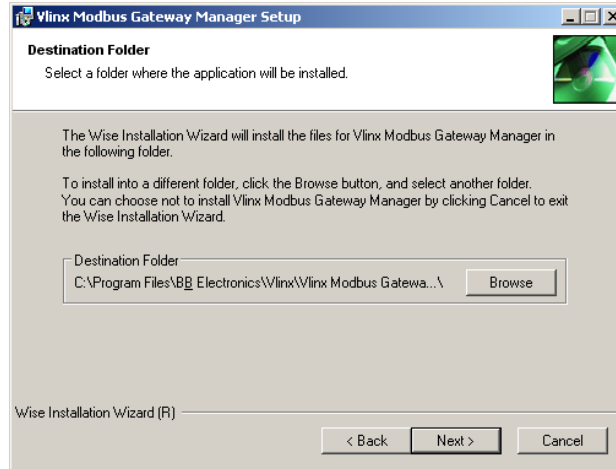 Vlinx Modbus Gateway Manager Setup
Destination Folder
Select a folder where the application will be installed.
The Wise Installation Wizard will install the files for Vlinx Modbus Gateway Manager in
the following folder.
To install into a different folder, click the Browse button, and select another folder.
You can choose not to install Vlinx Modbus Gateway Manager by clicking Cancel to exit
the Wise Installation Wizard.
Destination Folder
C:\Program Files\BB Electronics\Vlinx\Vlinx Modbus Gatewa...\ Browse
Wise Installation Wizard (R)
< Back Next > Cancel